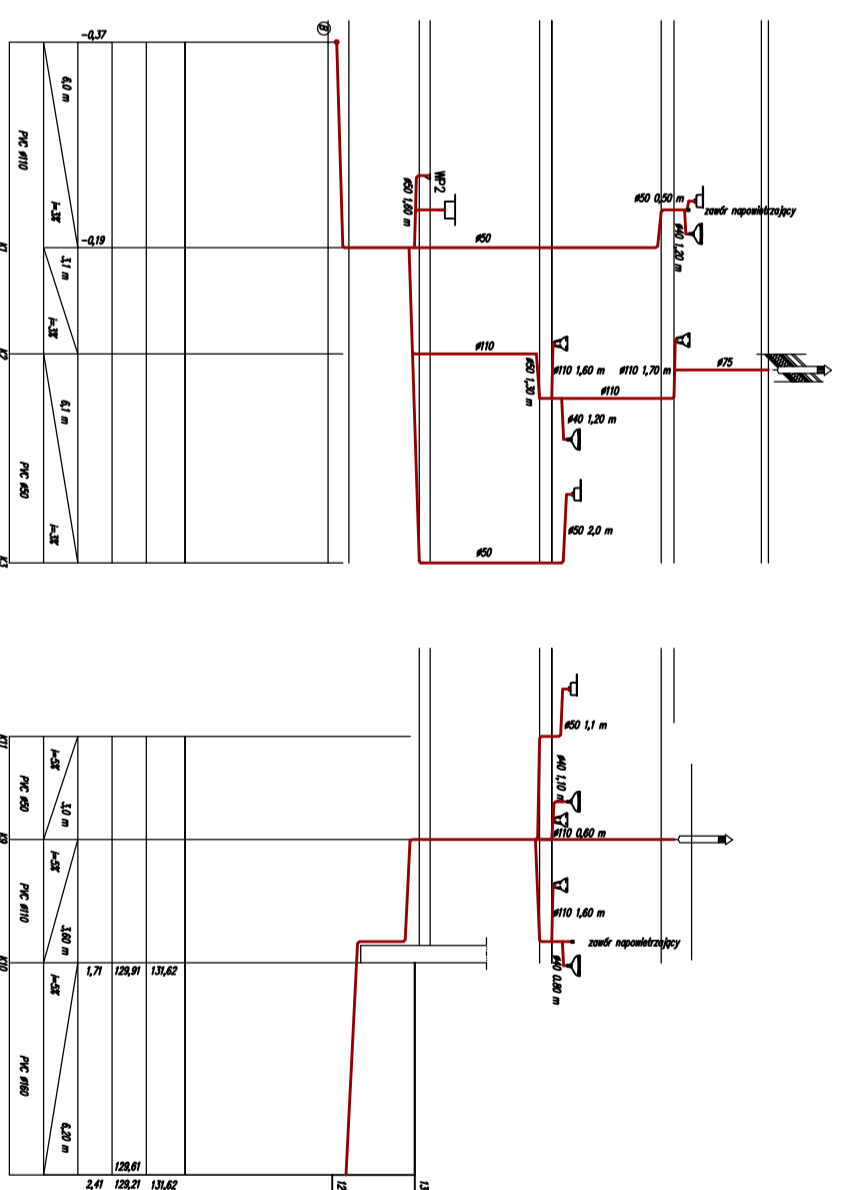 -0,37
6,0 m
i=3%
PVC ø110
B
-0,19
K1
3,1 m
i=3%
K2
6,1 m
i=3%
PVC ø50
K3
WP2
ø50 1,60 m
ø50
ø50 0,50 m
zawór napowietrzający
ø40 1,20 m
ø110
ø50 1,30 m
ø110 1,60 m
ø110 1,70 m
ø110
ø75
ø40 1,20 m
ø50 2,0 m
ø50
ø50 1,1 m
ø40 1,10 m
ø110 0,60 m
ø110 1,60 m
zawór napowietrzający
ø40 0,80 m
K11
i=5%
3,0 m
PVC ø50
K9
i=5%
3,60 m
PVC ø110
K10
1,71
129,91
131,62
i=5%
6,20 m
PVC ø160
129,61
2,41
129,21
131,62